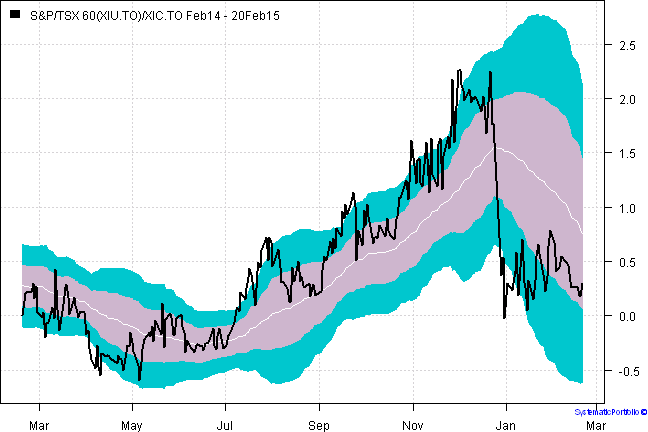 S&P/TSX 60(XIU.TO)/XIC.TO Feb14 - 20Feb15
2.5
2.0
1.5
1.0
0.5
0.0
-0.5
SystematicPortfolio ©
Mar May Jul Sep Nov Jan Mar